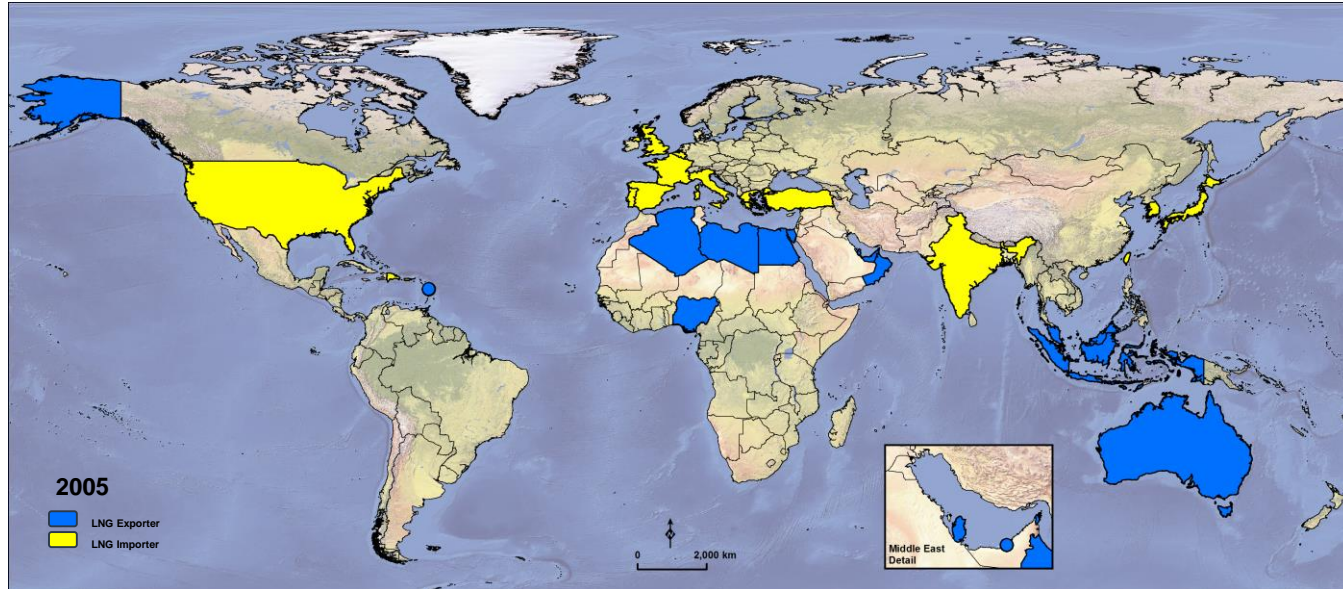 2005
LNG Exporter
LNG Importer
N
0 2,000 km
Middle East
Detail